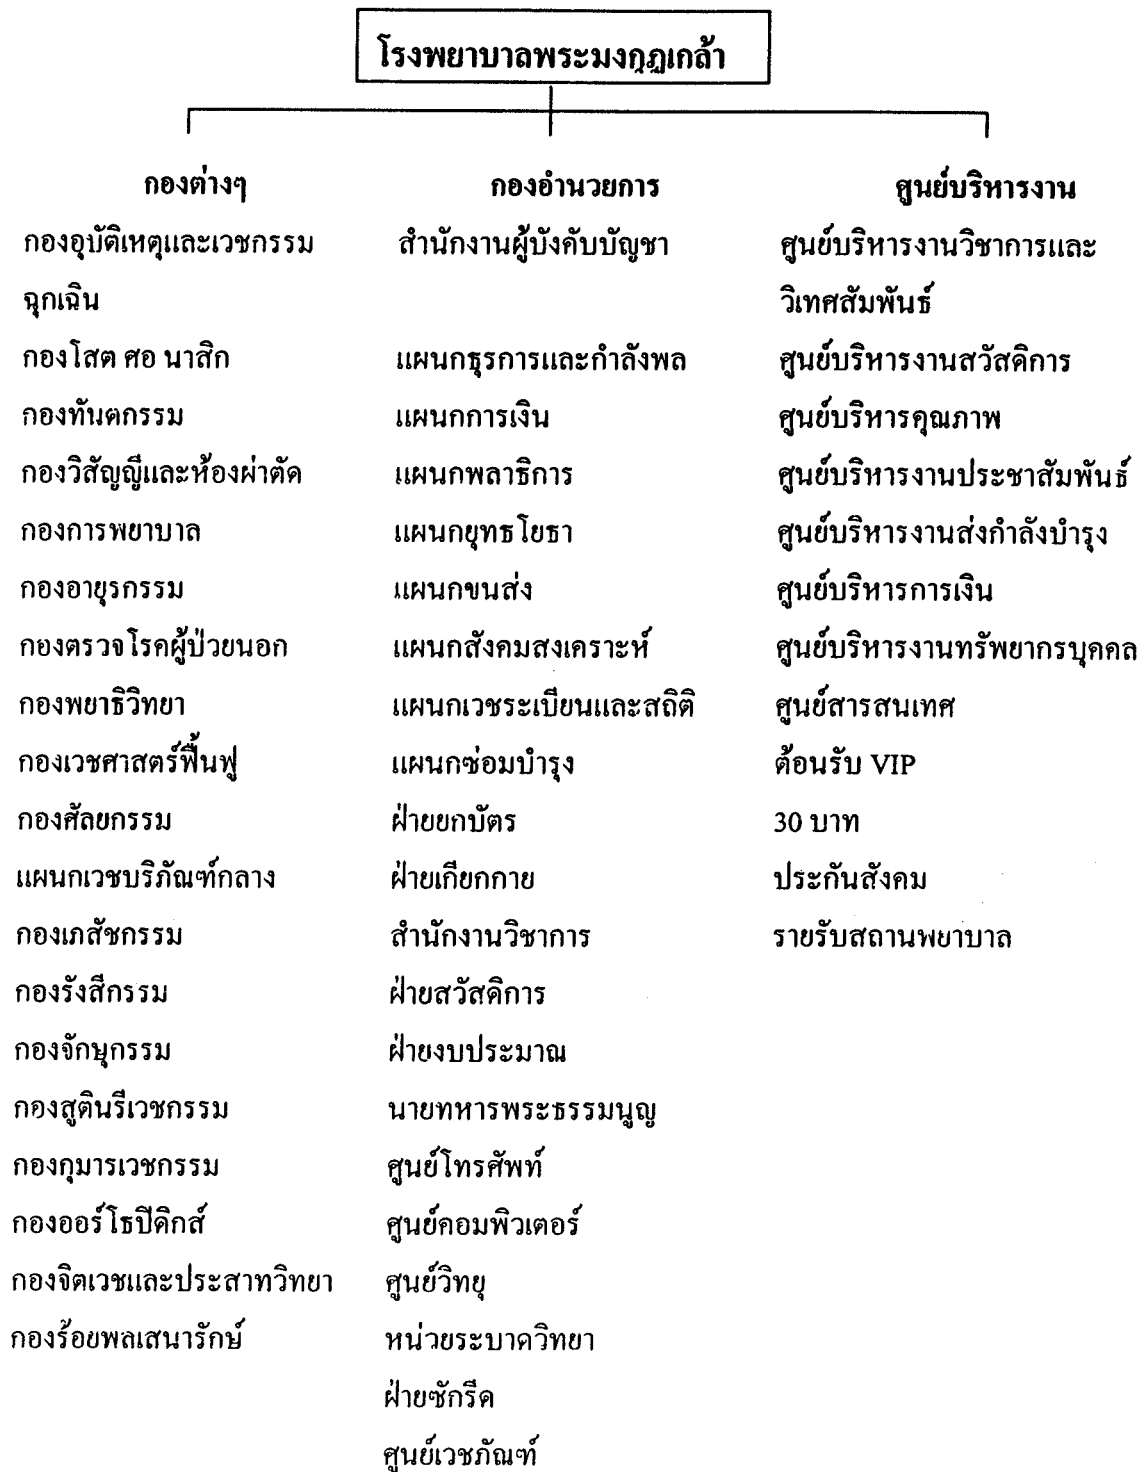 โรงพยาบาลพระมงกุฎเกล้า
กองต่างๆ
กองอุบัติเหตุและเวชกรรม
ฉุกเฉิน
กองโสต ศอ นาสิก
กองทันตกรรม
กองวิสัญญีและห้องผ่าตัด
กองการพยาบาล
กองอายุรกรรม
กองตรวจโรคผู้ป่วยนอก
กองพยาธิวิทยา
กองเวชศาสตร์ฟื้นฟู
กองศัลยกรรม
แผนกเวชบริภัณฑ์กลาง
กองเภสัชกรรม
กองรังสีกรรม
กองจักษุกรรม
กองสูตินรีเวชกรรม
กองกุมารเวชกรรม
กองออร์โธปิดิกส์
กองจิตเวชและประสาทวิทยา
กองร้อยพลเสนารักษ์
กองอำนวยการ
สำนักงานผู้บังคับบัญชา
แผนกธุรการและกำลังพล
แผนกการเงิน
แผนกพลาธิการ
แผนกยุทธโยธา
แผนกขนส่ง
แผนกสังคมสงเคราะห์
แผนกเวชระเบียนและสถิติ
แผนกซ่อมบำรุง
ฝ่ายยกบัตร
ฝ่ายเกียกกาย
สำนักงานวิชาการ
ฝ่ายสวัสดิการ
ฝ่ายงบประมาณ
นายทหารพระธรรมนูญ
ศูนย์โทรศัพท์
ศูนย์คอมพิวเตอร์
ศูนย์วิทยุ
หน่วยระบาดวิทยา
ฝ่ายซักรีด
ศูนย์เวชภัณฑ์
ศูนย์บริหารงาน
ศูนย์บริหารงานวิชาการและ
วิเทศสัมพันธ์
ศูนย์บริหารงานสวัสดิการ
ศูนย์บริหารคุณภาพ
ศูนย์บริหารงานประชาสัมพันธ์
ศูนย์บริหารงานส่งกำลังบำรุง
ศูนย์บริหารการเงิน
ศูนย์บริหารงานทรัพยากรบุคคล
ศูนย์สารสนเทศ
ต้อนรับ VIP
30 บาท
ประกันสังคม
รายรับสถานพยาบาล